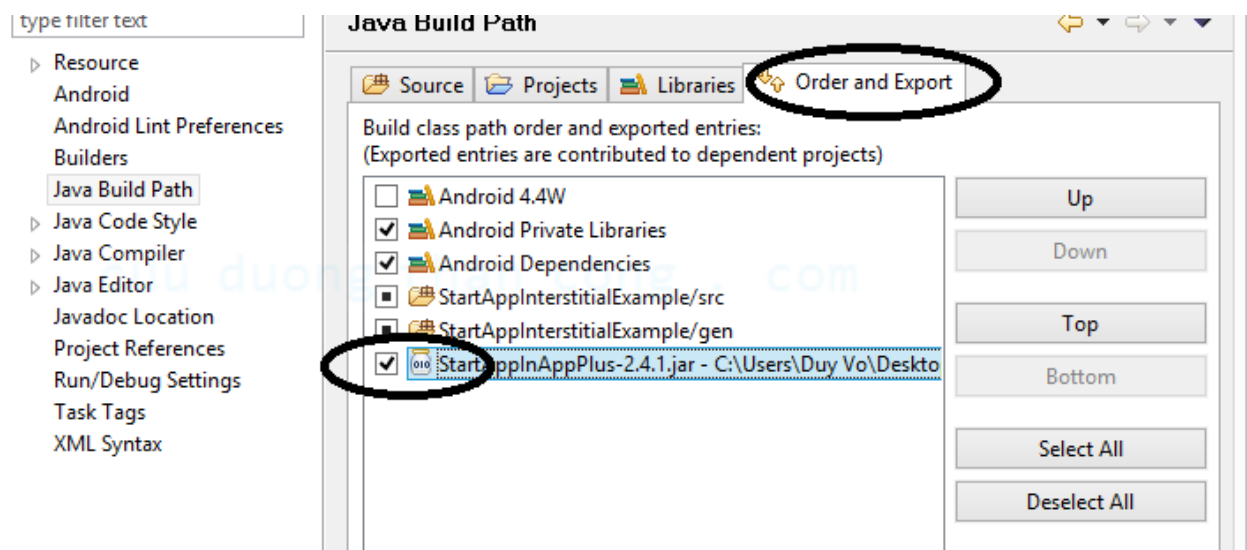 type filter text
Java Build Path
Resource
Android
Android Lint Preferences
Builders
Java Build Path
Java Code Style
Java Compiler
Java Editor
Javadoc Location
Project References
Run/Debug Settings
Task Tags
XML Syntax
Source
Projects
Libraries
Order and Export
Build class path order and exported entries:
(Exported entries are contributed to dependent projects)
Android 4.4W
Android Private Libraries
Android Dependencies
StartAppInterstitialExample/src
StartAppInterstitialExample/gen
StartAppInAppPlus-2.4.1.jar - C:\Users\Duy Vo\Deskto
Up
Down
Top
Bottom
Select All
Deselect All